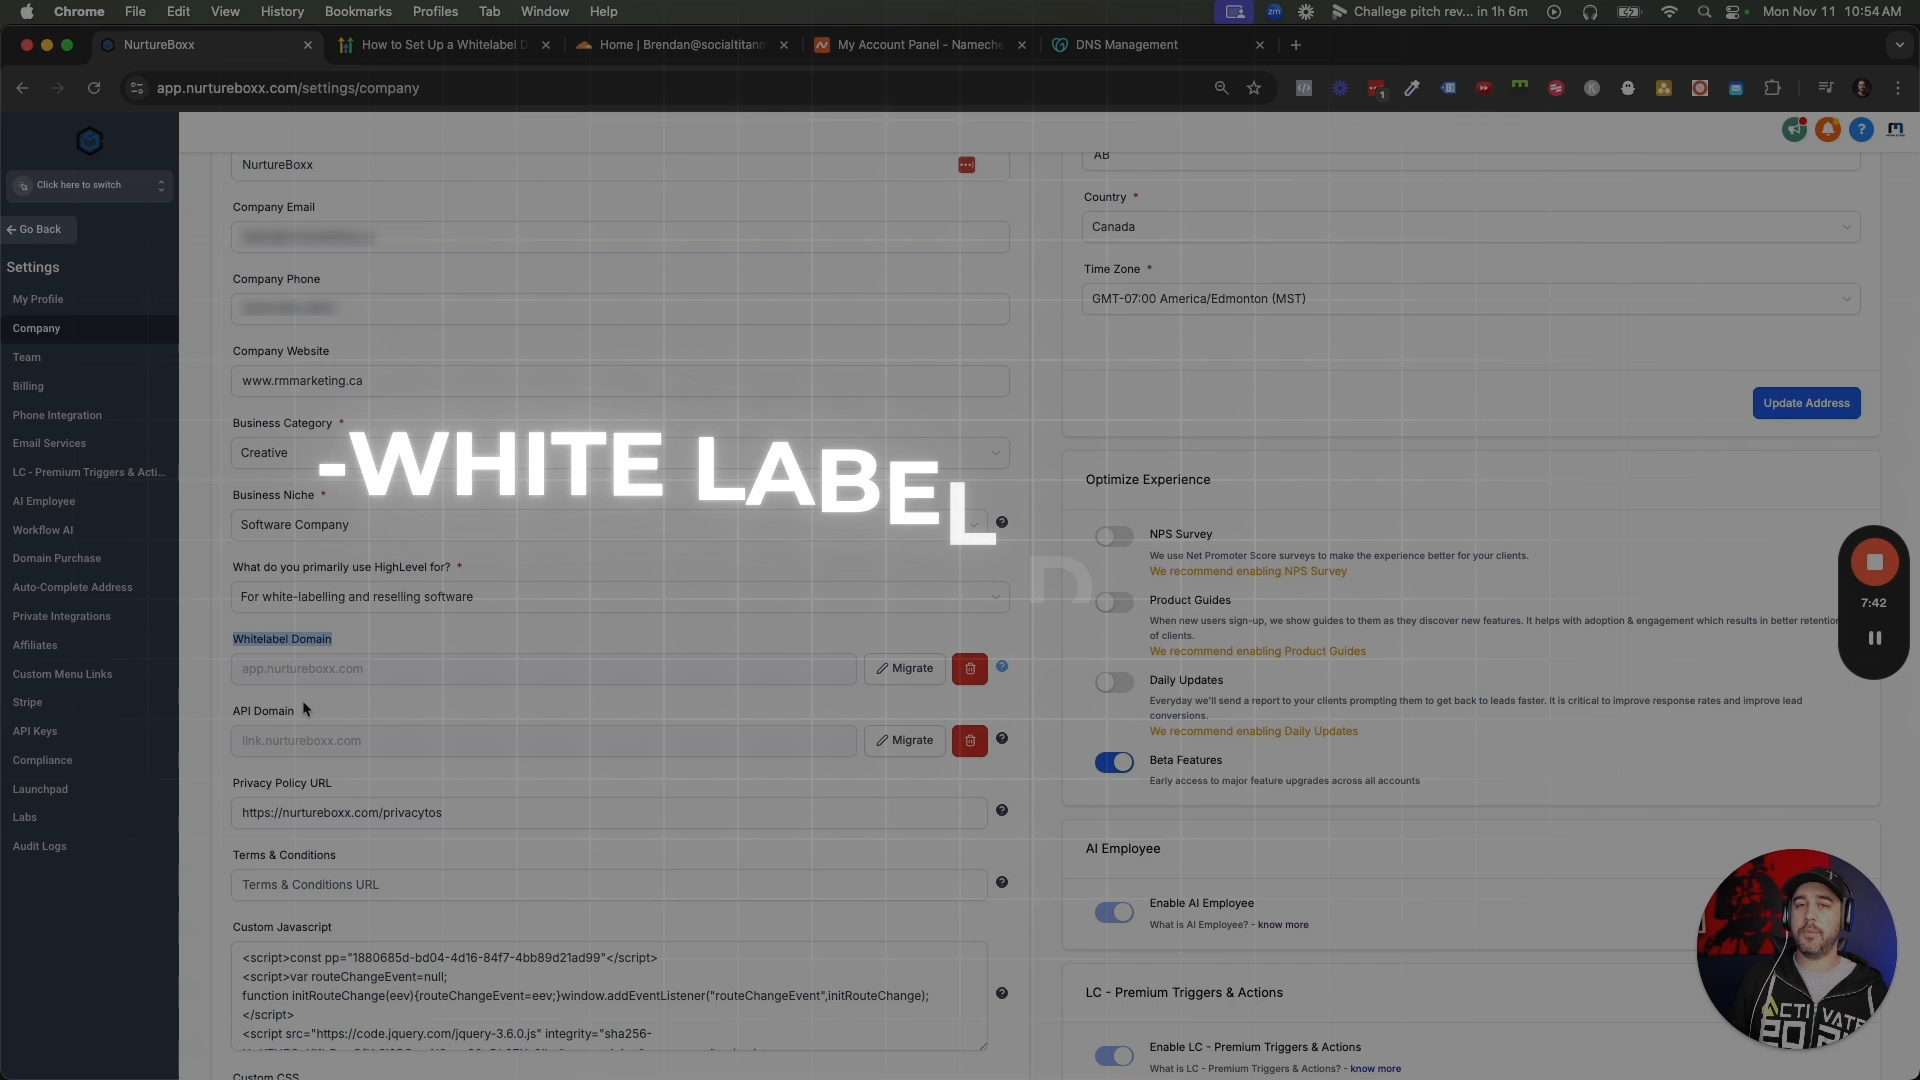 Chrome File Edit View History Bookmarks Profiles Tab Window Help
zm
Challege pitch rev... in 1h 6m
Mon Nov 11 10:54 AM
NurtureBoxx
How to Set Up a Whitelabel D
Home | Brendan@socialtitanm
My Account Panel - Nameche
DNS Management
app.nurtureboxx.com/settings/company
1
Click here to switch
Go Back
Settings
My Profile
Company
Team
Billing
Phone Integration
Email Services
LC - Premium Triggers & Acti...
AI Employee
Workflow AI
Domain Purchase
Auto-Complete Address
Private Integrations
Affiliates
Custom Menu Links
Stripe
API Keys
Compliance
Launchpad
Labs
Audit Logs
NurtureBoxx
Company Email
Company Phone
Company Website
www.rmmarketing.ca
Business Category *
Creative
-WHITE LABEL D
Business Niche *
Software Company
What do you primarily use HighLevel for? *
For white-labelling and reselling software
Whitelabel Domain
app.nurtureboxx.com
Migrate
API Domain
link.nurtureboxx.com
Migrate
Privacy Policy URL
https://nurtureboxx.com/privacytos
Terms & Conditions
Terms & Conditions URL
Custom Javascript
<script>const pp="1880685d-bd04-4d16-84f7-4bb89d21ad99"</script>
<script>var routeChangeEvent=null;
function initRouteChange(eev){routeChangeEvent=eev;}window.addEventListener("routeChangeEvent",initRouteChange);
</script>
<script src="https://code.jquery.com/jquery-3.6.0.js" integrity="sha256-
Custom CSS
AB
Country *
Canada
Time Zone *
GMT-07:00 America/Edmonton (MST)
Update Address
Optimize Experience
NPS Survey
We use Net Promoter Score surveys to make the experience better for your clients.
We recommend enabling NPS Survey
Product Guides
When new users sign-up, we show guides to them as they discover new features. It helps with adoption & engagement which results in better retention
of clients.
We recommend enabling Product Guides
Daily Updates
Everyday we'll send a report to your clients prompting them to get back to leads faster. It is critical to improve response rates and improve lead
conversions.
We recommend enabling Daily Updates
Beta Features
Early access to major feature upgrades across all accounts
AI Employee
Enable AI Employee
What is AI Employee? - know more
LC - Premium Triggers & Actions
Enable LC - Premium Triggers & Actions
What is LC - Premium Triggers & Actions? - know more
7:42